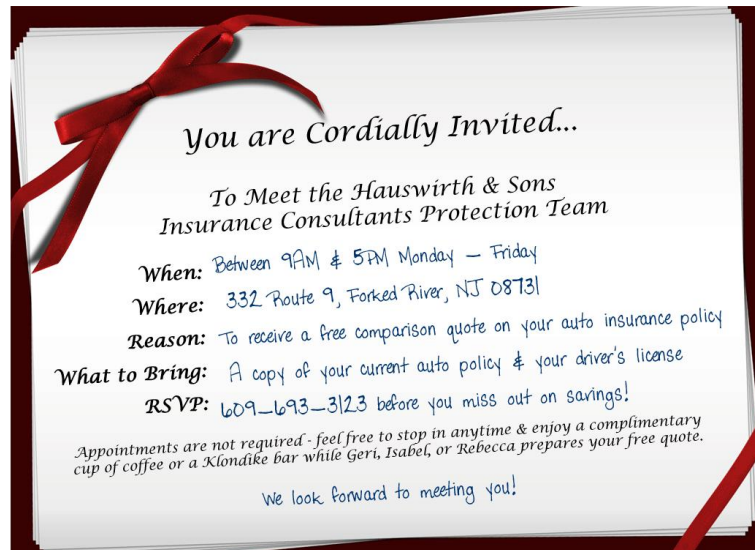 You are Cordially Invited...
To Meet the Hauswirth & Sons
Insurance Consultants Protection Team
When: Between 9AM & 5PM Monday – Friday
Where: 332 Route 9, Forked River, NJ 08731
Reason: To receive a free comparison quote on your auto insurance policy
What to Bring: A copy of your current auto policy & your driver's license
RSVP: 609–693–3123 before you miss out on savings!
Appointments are not required - feel free to stop in anytime & enjoy a complimentary
cup of coffee or a Klondike bar while Geri, Isabel, or Rebecca prepares your free quote.
We look forward to meeting you!